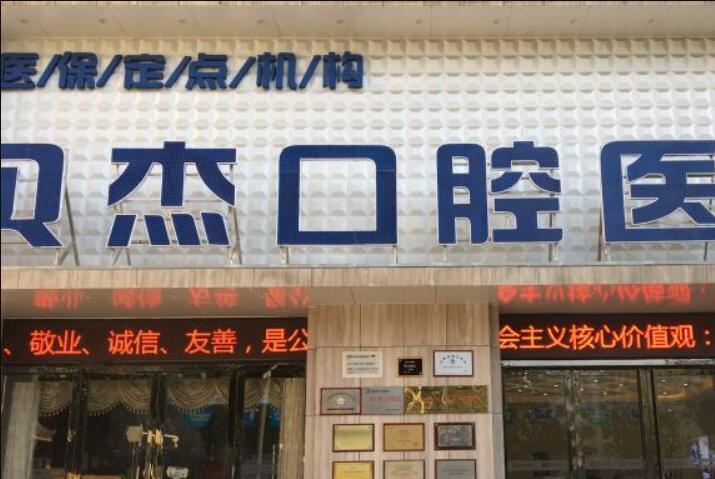 医/保/定/点/机/构
贝杰口腔医
、敬业、诚信、友善，是公
会主义核心价值观：